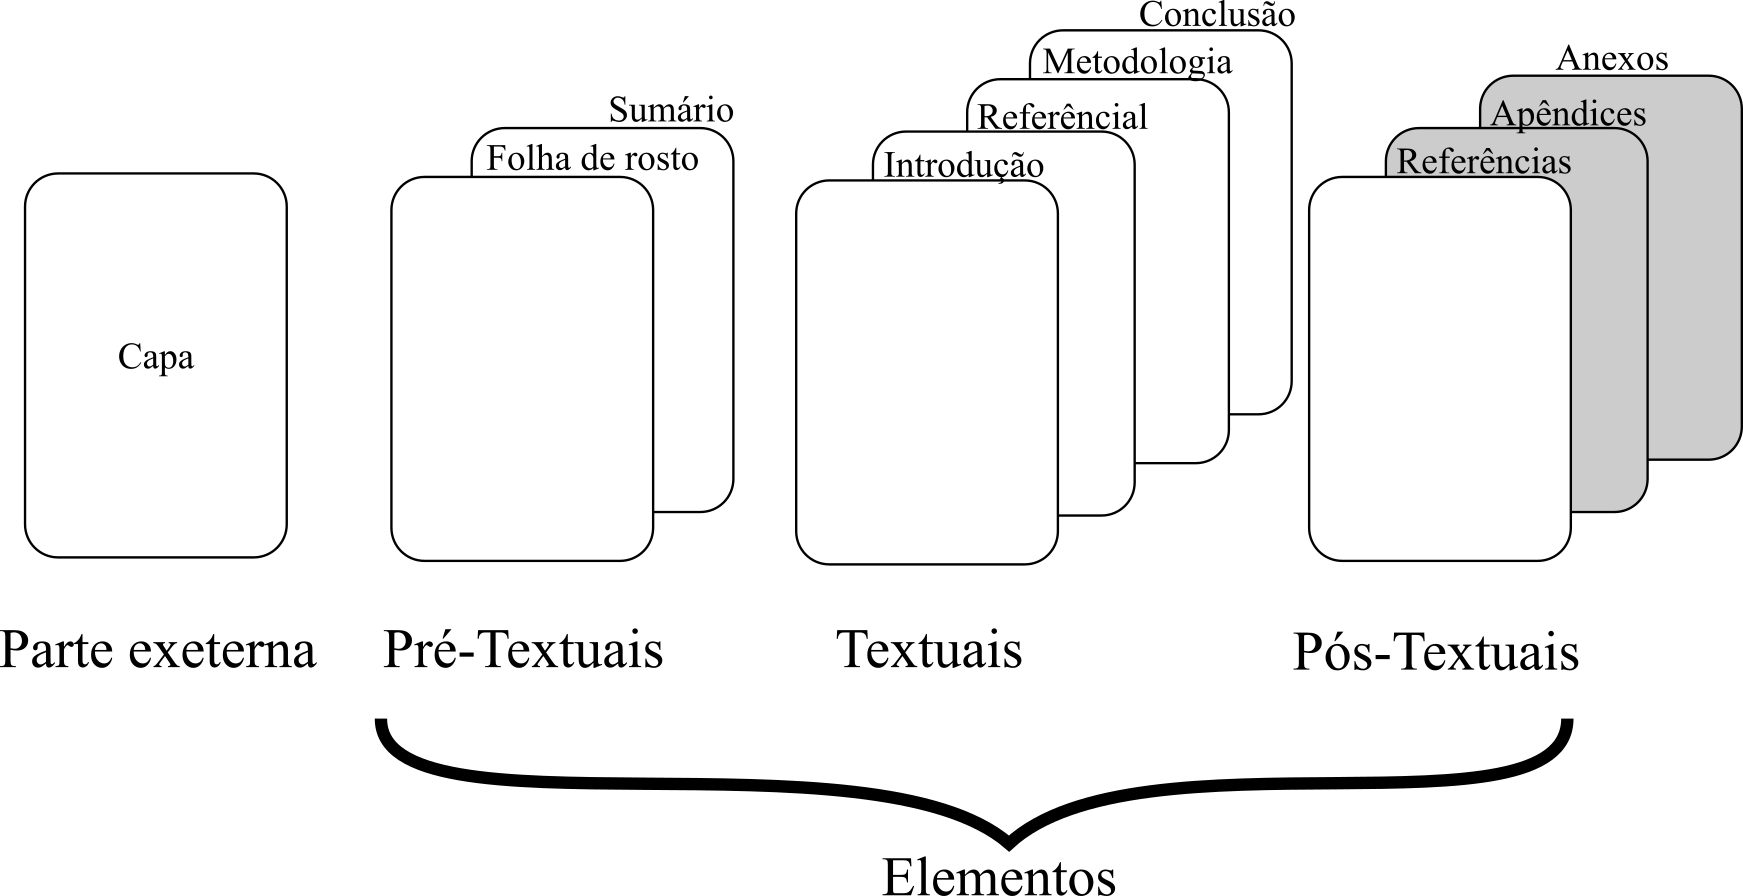 Conclusão
Metodologia
Anexos
Sumário
Referêncial
Apêndices
Folha de rosto
Introdução
Referências
Capa
Parte exeterna
Pré-Textuais
Textuais
Pós-Textuais
Elementos